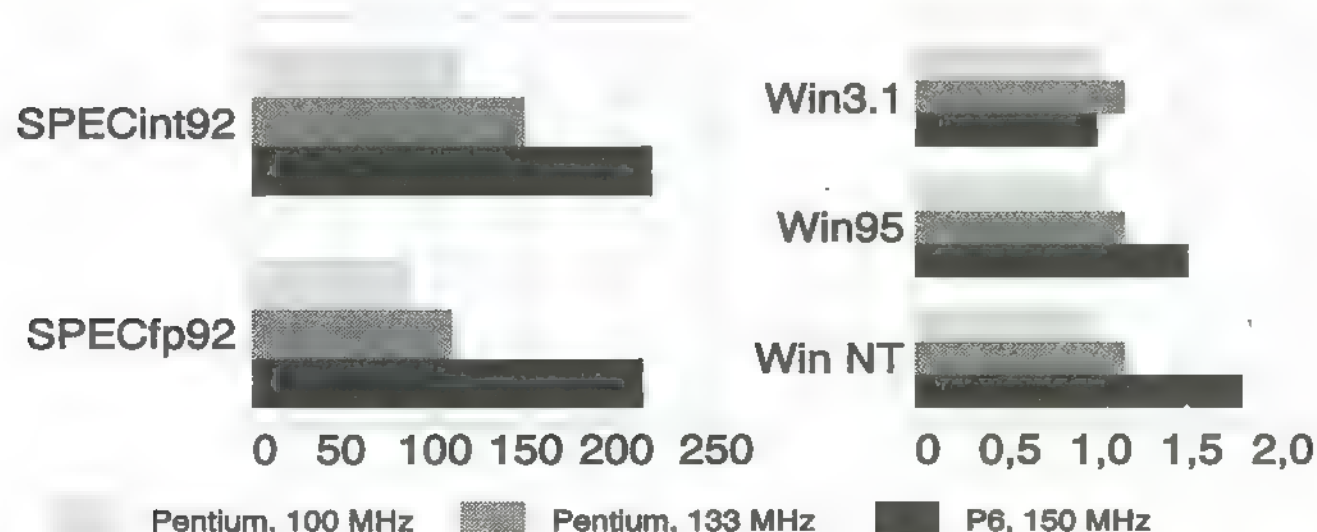 SPECint92
SPECfp92
0 50 100 150 200 250
Win3.1
Win95
Win NT
0 0,5 1,0 1,5 2,0
Pentium, 100 MHz Pentium, 133 MHz P6, 150 MHz